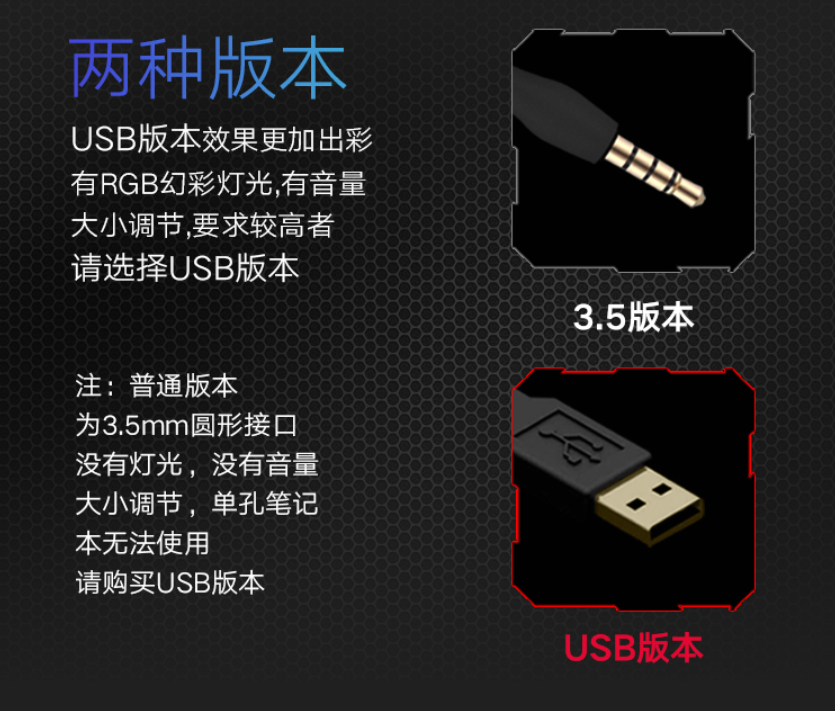 两种版本
USB版本效果更加出彩
有RGB幻彩灯光,有音量
大小调节,要求较高者
请选择USB版本
3.5版本
注：普通版本
为3.5mm圆形接口
没有灯光，没有音量
大小调节，单孔笔记
本无法使用
请购买USB版本
USB版本